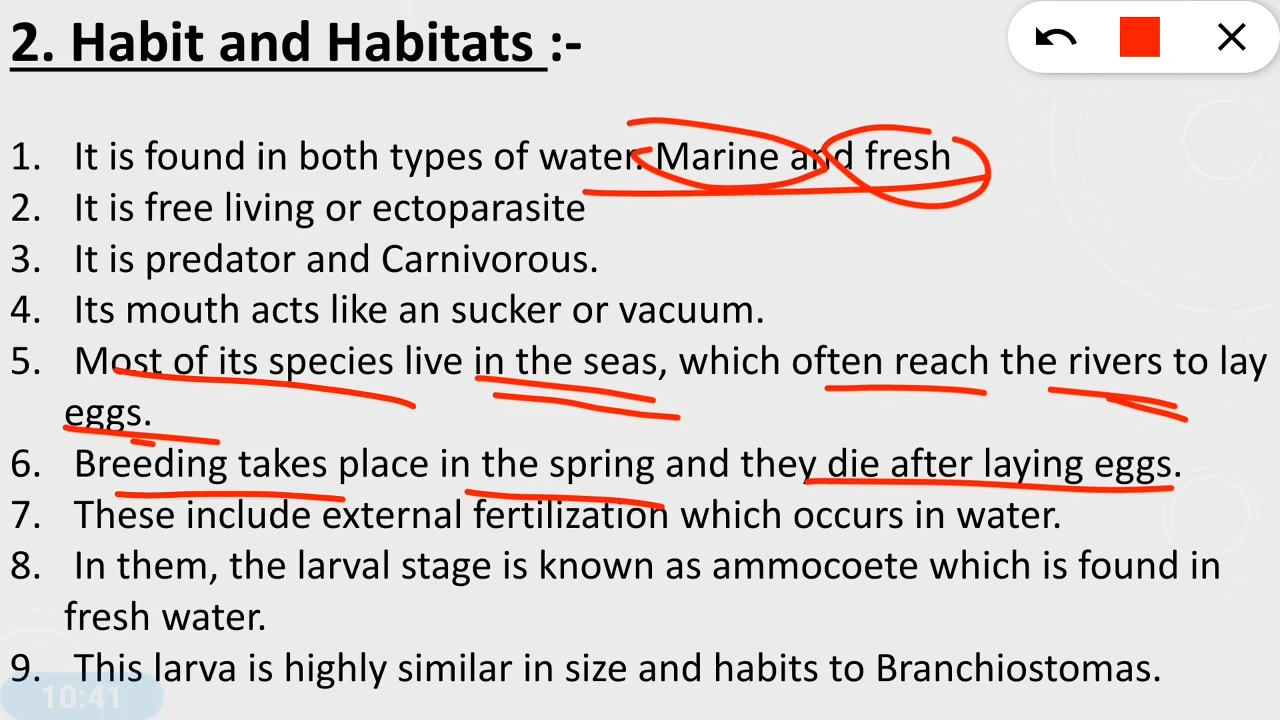 2. Habit and Habitats :-
1. It is found in both types of water. Marine and fresh
2. It is free living or ectoparasite
3. It is predator and Carnivorous.
4. Its mouth acts like an sucker or vacuum.
5. Most of its species live in the seas, which often reach the rivers to lay
eggs.
6. Breeding takes place in the spring and they die after laying eggs.
7. These include external fertilization which occurs in water.
8. In them, the larval stage is known as ammocoete which is found in
fresh water.
9. This larva is highly similar in size and habits to Branchiostomas.
10:41